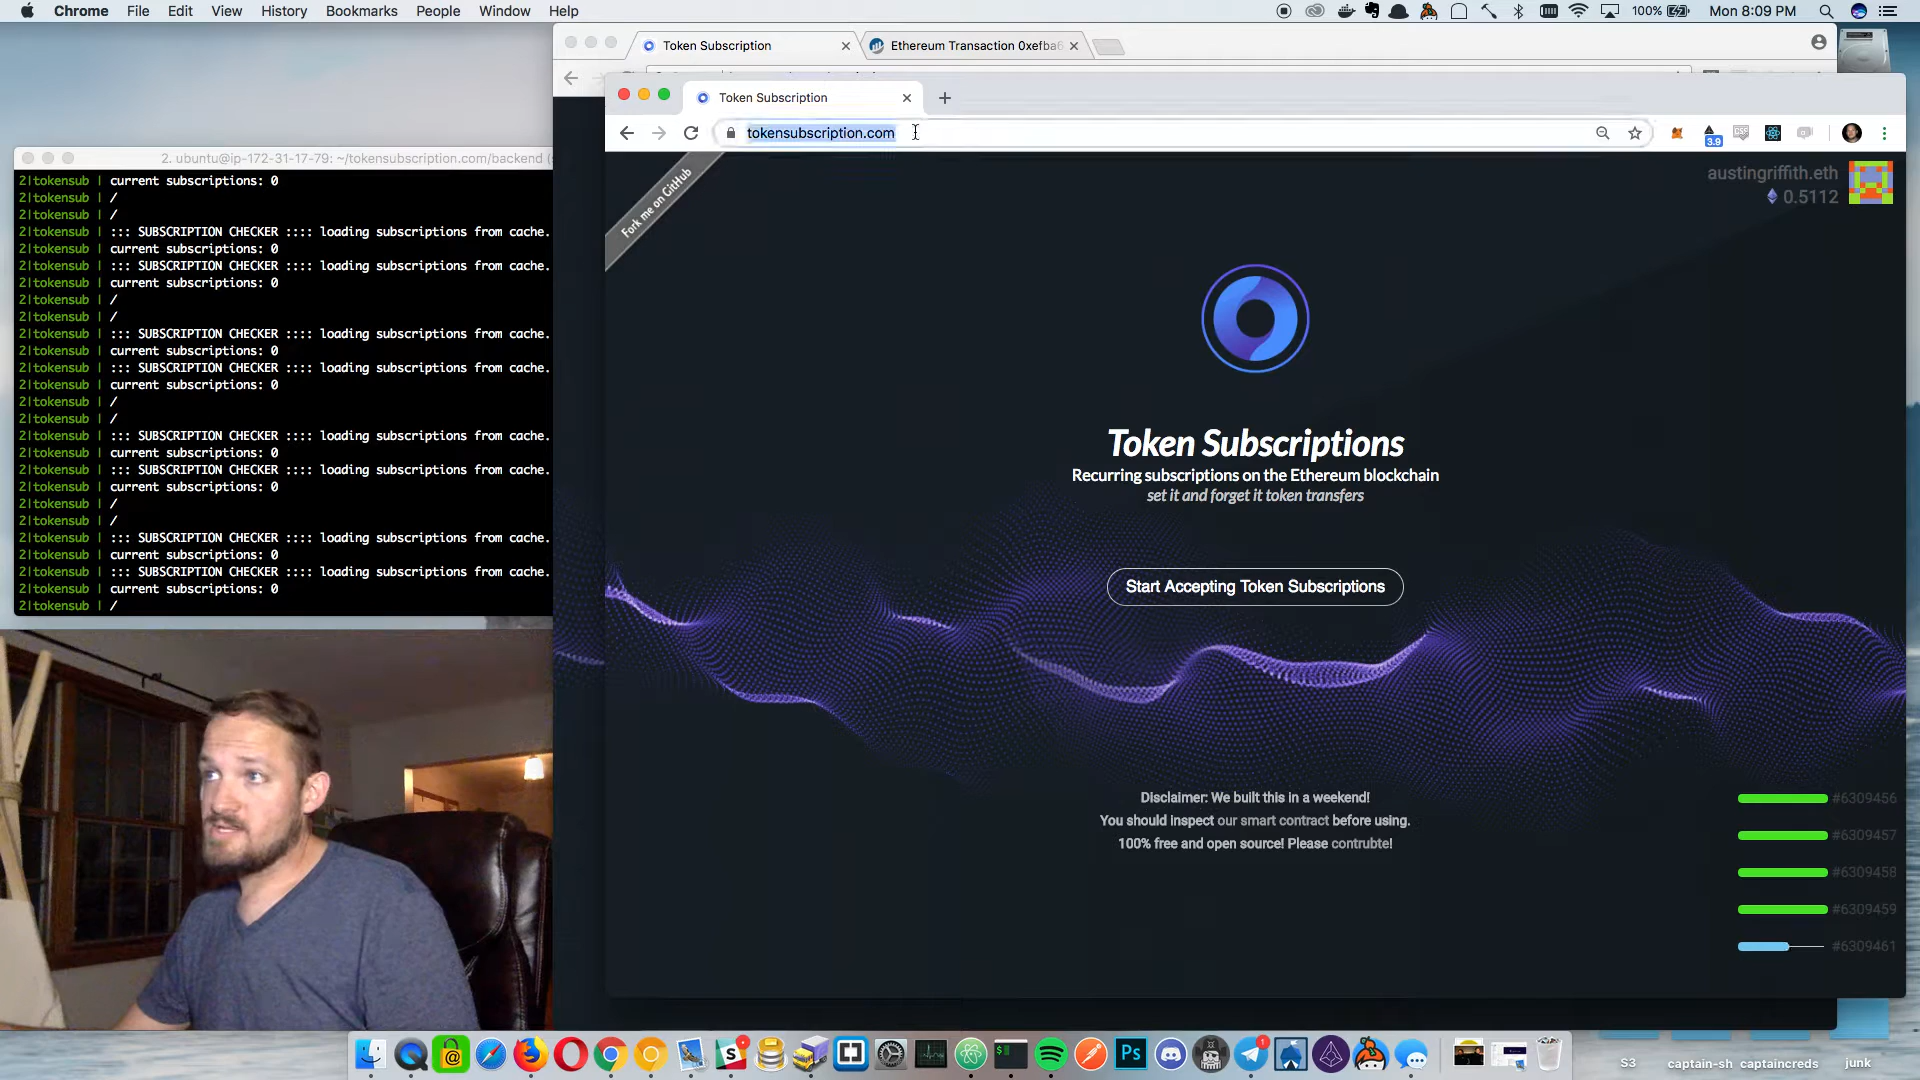 Chrome File Edit View History Bookmarks People Window Help
100% Mon 8:09 PM
Token Subscription
Ethereum Transaction 0xefba6
Token Subscription
tokensubscription.com
3.9
2. ubuntu@ip-172-31-17-79: ~/tokensubscription.com/backend (s
2|tokensub | current subscriptions: 0
2|tokensub | /
2|tokensub | /
2|tokensub | ::: SUBSCRIPTION CHECKER :::: loading subscriptions from cache.
2|tokensub | current subscriptions: 0
2|tokensub | ::: SUBSCRIPTION CHECKER :::: loading subscriptions from cache.
2|tokensub | current subscriptions: 0
2|tokensub | /
2|tokensub | /
2|tokensub | ::: SUBSCRIPTION CHECKER :::: loading subscriptions from cache.
2|tokensub | current subscriptions: 0
2|tokensub | ::: SUBSCRIPTION CHECKER :::: loading subscriptions from cache.
2|tokensub | current subscriptions: 0
2|tokensub | /
2|tokensub | /
2|tokensub | ::: SUBSCRIPTION CHECKER :::: loading subscriptions from cache.
2|tokensub | current subscriptions: 0
2|tokensub | ::: SUBSCRIPTION CHECKER :::: loading subscriptions from cache.
2|tokensub | current subscriptions: 0
2|tokensub | /
2|tokensub | /
2|tokensub | ::: SUBSCRIPTION CHECKER :::: loading subscriptions from cache.
2|tokensub | current subscriptions: 0
2|tokensub | ::: SUBSCRIPTION CHECKER :::: loading subscriptions from cache.
2|tokensub | current subscriptions: 0
2|tokensub | /
Fork me on GitHub
austingriffith.eth
0.5112
Token Subscriptions
Recurring subscriptions on the Ethereum blockchain
set it and forget it token transfers
Start Accepting Token Subscriptions
Disclaimer: We built this in a weekend!
You should inspect our smart contract before using.
100% free and open source! Please contrubte!
#6309456
#6309457
#6309458
#6309459
#6309461
S3
captain-sh
captaincreds
junk